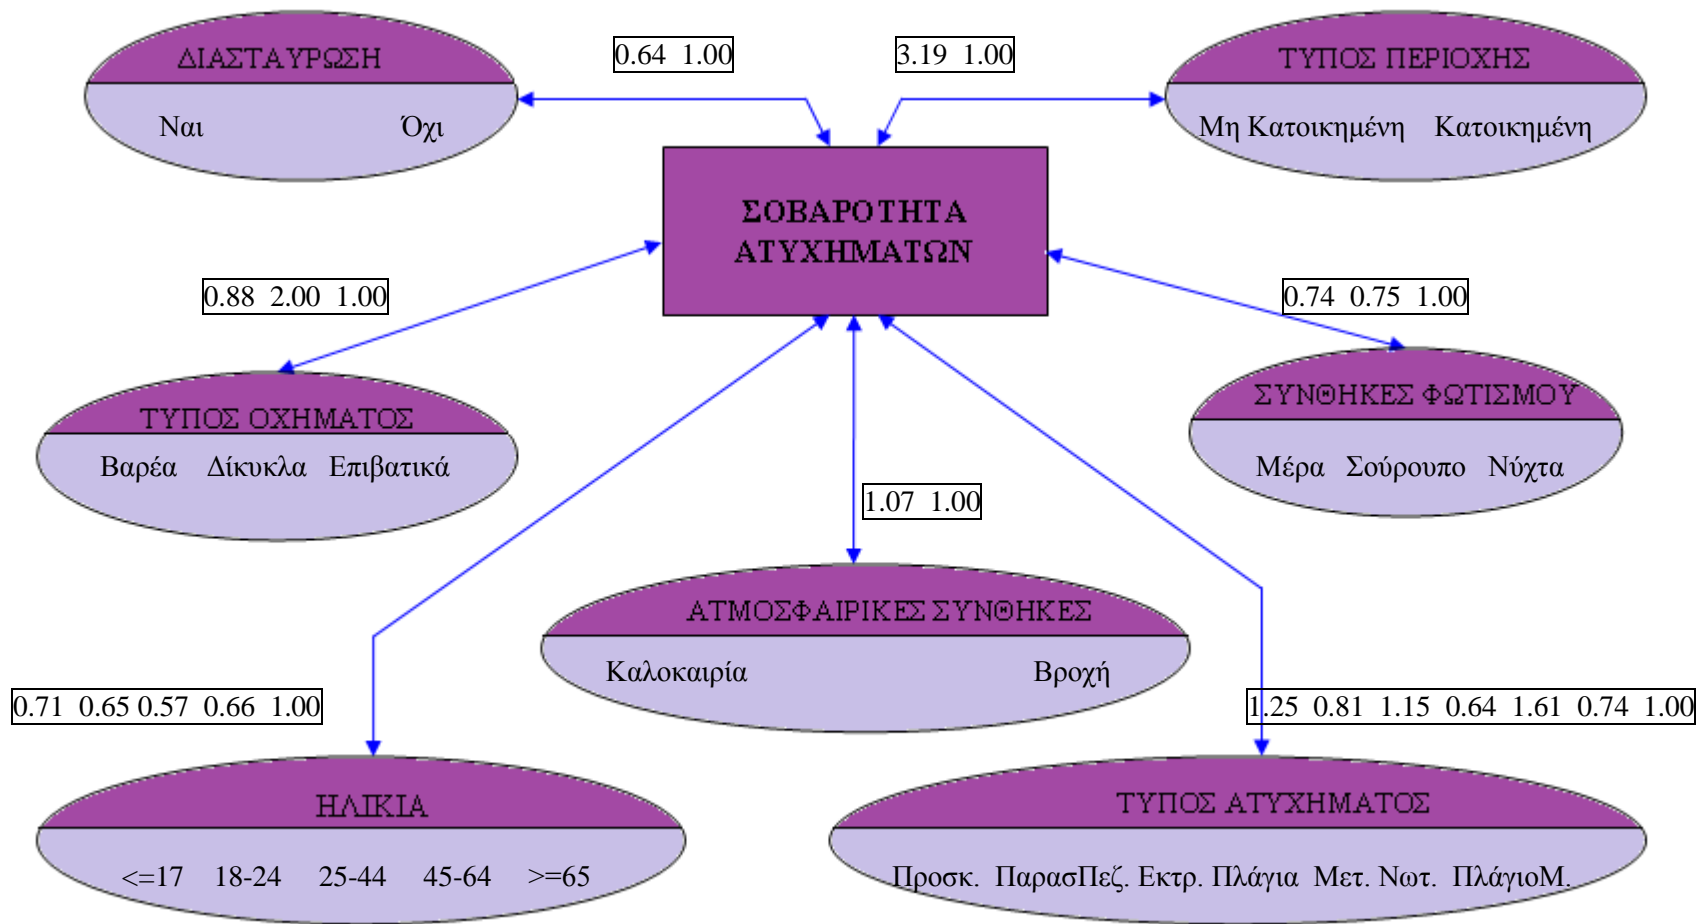 ΔΙΑΣΤΑΥΡΩΣΗ
Ναι Όχι
0.64 1.00
3.19 1.00
ΤΥΠΟΣ ΠΕΡΙΟΧΗΣ
Μη Κατοικημένη Κατοικημένη
ΣΟΒΑΡΟΤΗΤΑ
ΑΤΥΧΗΜΑΤΩΝ
0.88 2.00 1.00
0.74 0.75 1.00
ΤΥΠΟΣ ΟΧΗΜΑΤΟΣ
Βαρέα Δίκυκλα Επιβατικά
ΣΥΝΘΗΚΕΣ ΦΩΤΙΣΜΟΥ
Μέρα Σούρουπο Νύχτα
1.07 1.00
ΑΤΜΟΣΦΑΙΡΙΚΕΣ ΣΥΝΘΗΚΕΣ
Καλοκαιρία Βροχή
0.71 0.65 0.57 0.66 1.00
1.25 0.81 1.15 0.64 1.61 0.74 1.00
ΗΛΙΚΙΑ
<=17 18-24 25-44 45-64 >=65
ΤΥΠΟΣ ΑΤΥΧΗΜΑΤΟΣ
Προσκ. ΠαρασΠεζ. Εκτρ. Πλάγια Μετ. Νωτ. ΠλάγιοΜ.